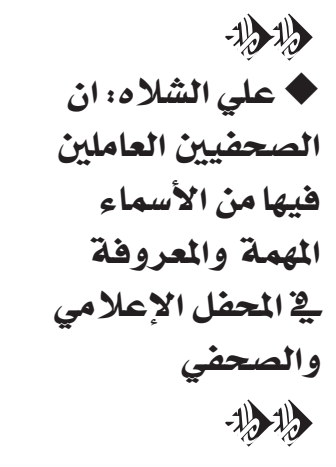 ◆ علي الشلاه: ان
الصحفيين العاملين
فيها من الأسماء
المهمة والمعروفة
في المحفل الإعلامي
والصحفي